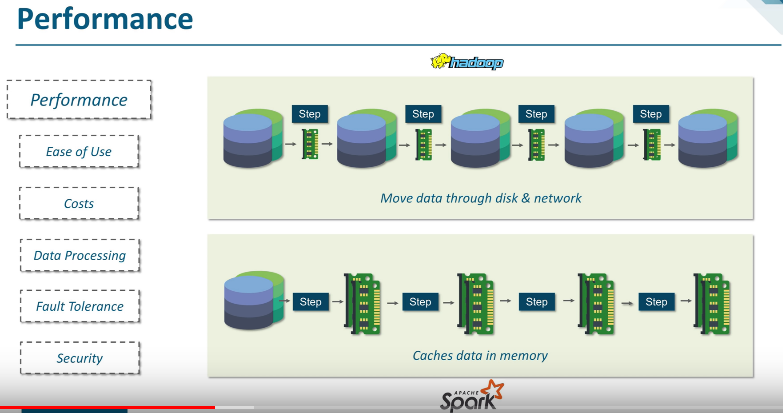 Performance
hadoop
Performance
Ease of Use
Costs
Data Processing
Fault Tolerance
Security
Step Step Step Step
Move data through disk & network
Step Step Step Step
Caches data in memory
APACHE
Spark